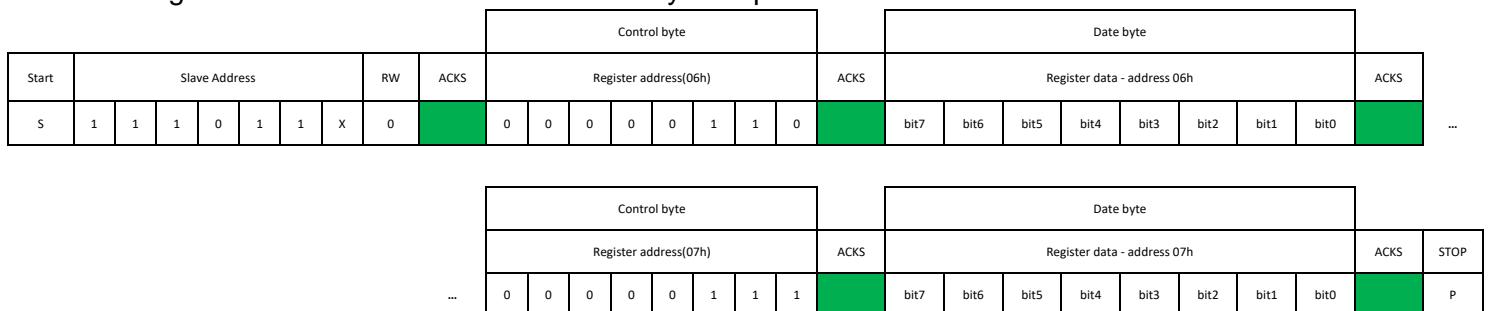 Control byte Date byte
Start Slave Address RW ACKS Register address(06h) ACKS Register data - address 06h ACKS
S 1 1 1 0 1 1 X 0 0 0 0 0 0 1 1 0 bit7 bit6 bit5 bit4 bit3 bit2 bit1 bit0 ...
Control byte Date byte
Register address(07h) ACKS Register data - address 07h ACKS STOP
... 0 0 0 0 0 1 1 1 bit7 bit6 bit5 bit4 bit3 bit2 bit1 bit0 P